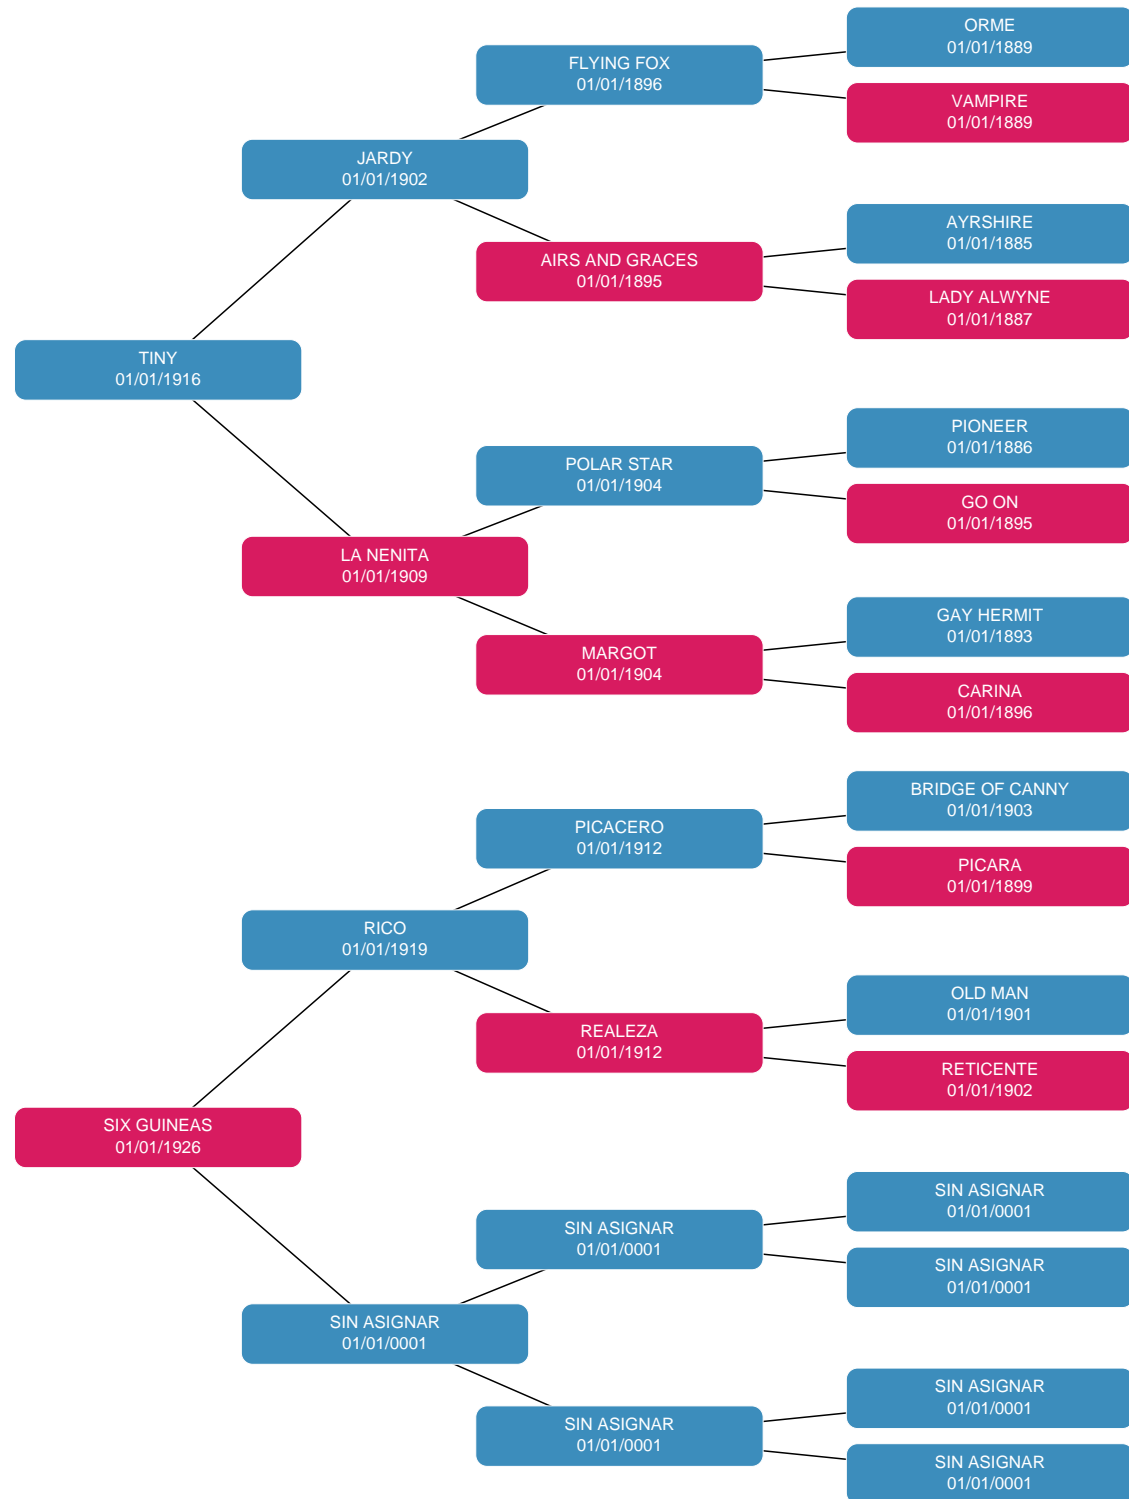 ORME
01/01/1889
FLYING FOX
01/01/1896
VAMPIRE
01/01/1889
JARDY
01/01/1902
AYRSHIRE
01/01/1885
AIRS AND GRACES
01/01/1895
LADY ALWYNE
01/01/1887
TINY
01/01/1916
PIONEER
01/01/1886
POLAR STAR
01/01/1904
GO ON
01/01/1895
LA NENITA
01/01/1909
GAY HERMIT
01/01/1893
MARGOT
01/01/1904
CARINA
01/01/1896
BRIDGE OF CANNY
01/01/1903
PICACERO
01/01/1912
PICARA
01/01/1899
RICO
01/01/1919
OLD MAN
01/01/1901
REALEZA
01/01/1912
RETICENTE
01/01/1902
SIX GUINEAS
01/01/1926
SIN ASIGNAR
01/01/0001
SIN ASIGNAR
01/01/0001
SIN ASIGNAR
01/01/0001
SIN ASIGNAR
01/01/0001
SIN ASIGNAR
01/01/0001
SIN ASIGNAR
01/01/0001
SIN ASIGNAR
01/01/0001